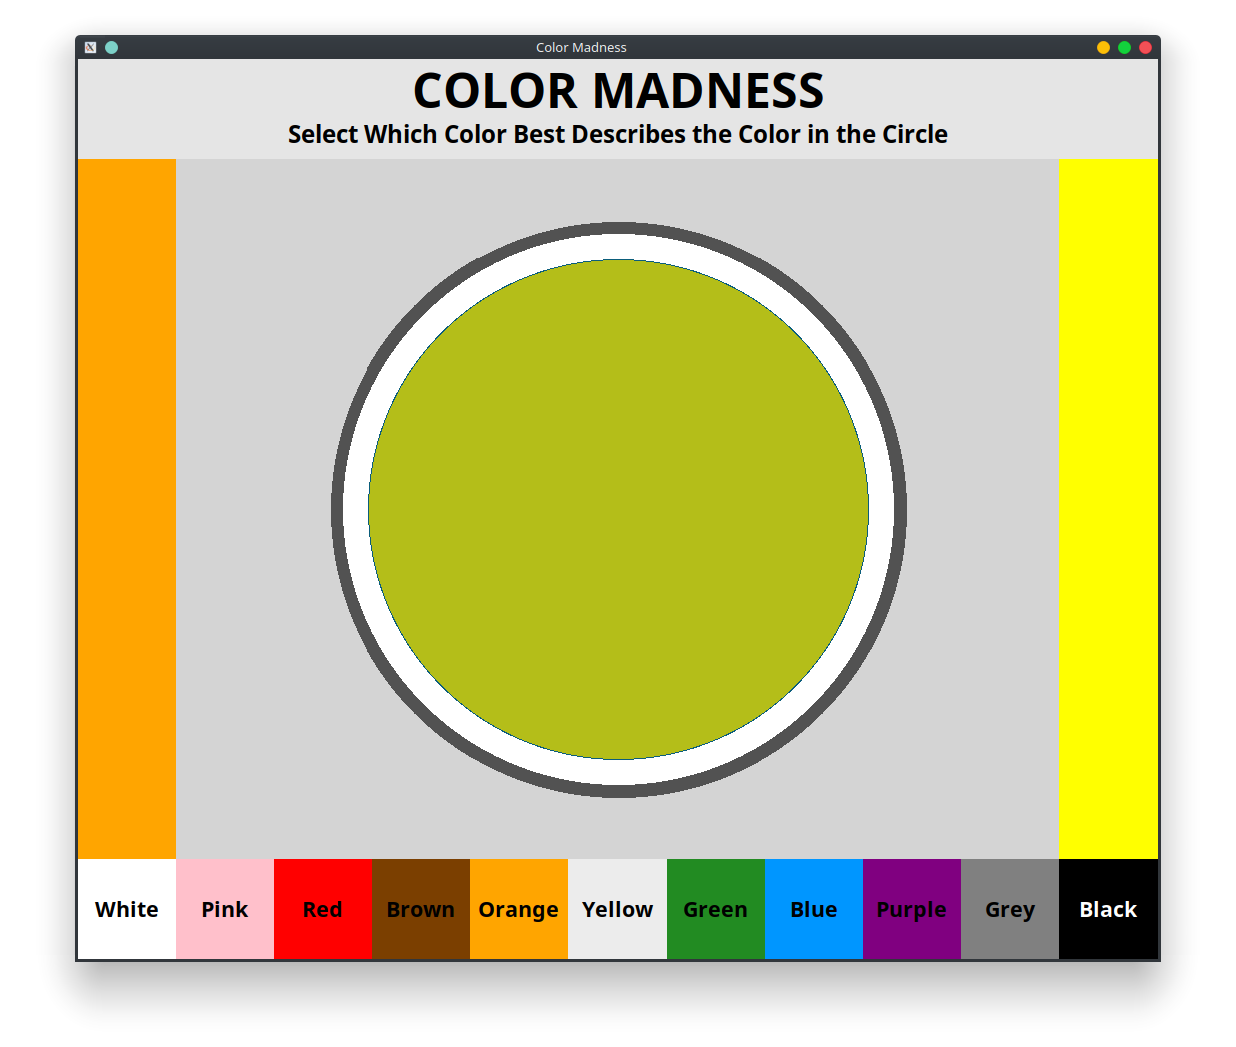 Color Madness
COLOR MADNESS
Select Which Color Best Describes the Color in the Circle
White Pink Red Brown Orange Yellow Green Blue Purple Grey Black